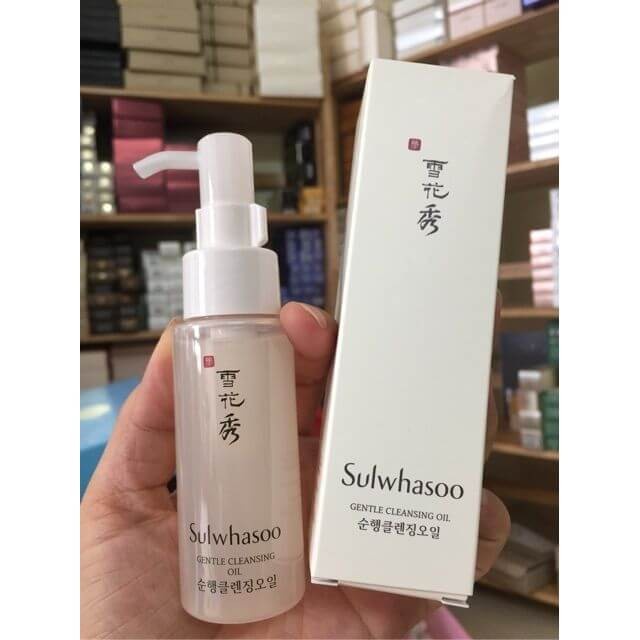 雪
花
秀
Sulwhasoo
GENTLE CLEANSING
OIL
순행클렌징오일
雪
花
秀
Sulwhasoo
GENTLE CLEANSING OIL
순행클렌징오일